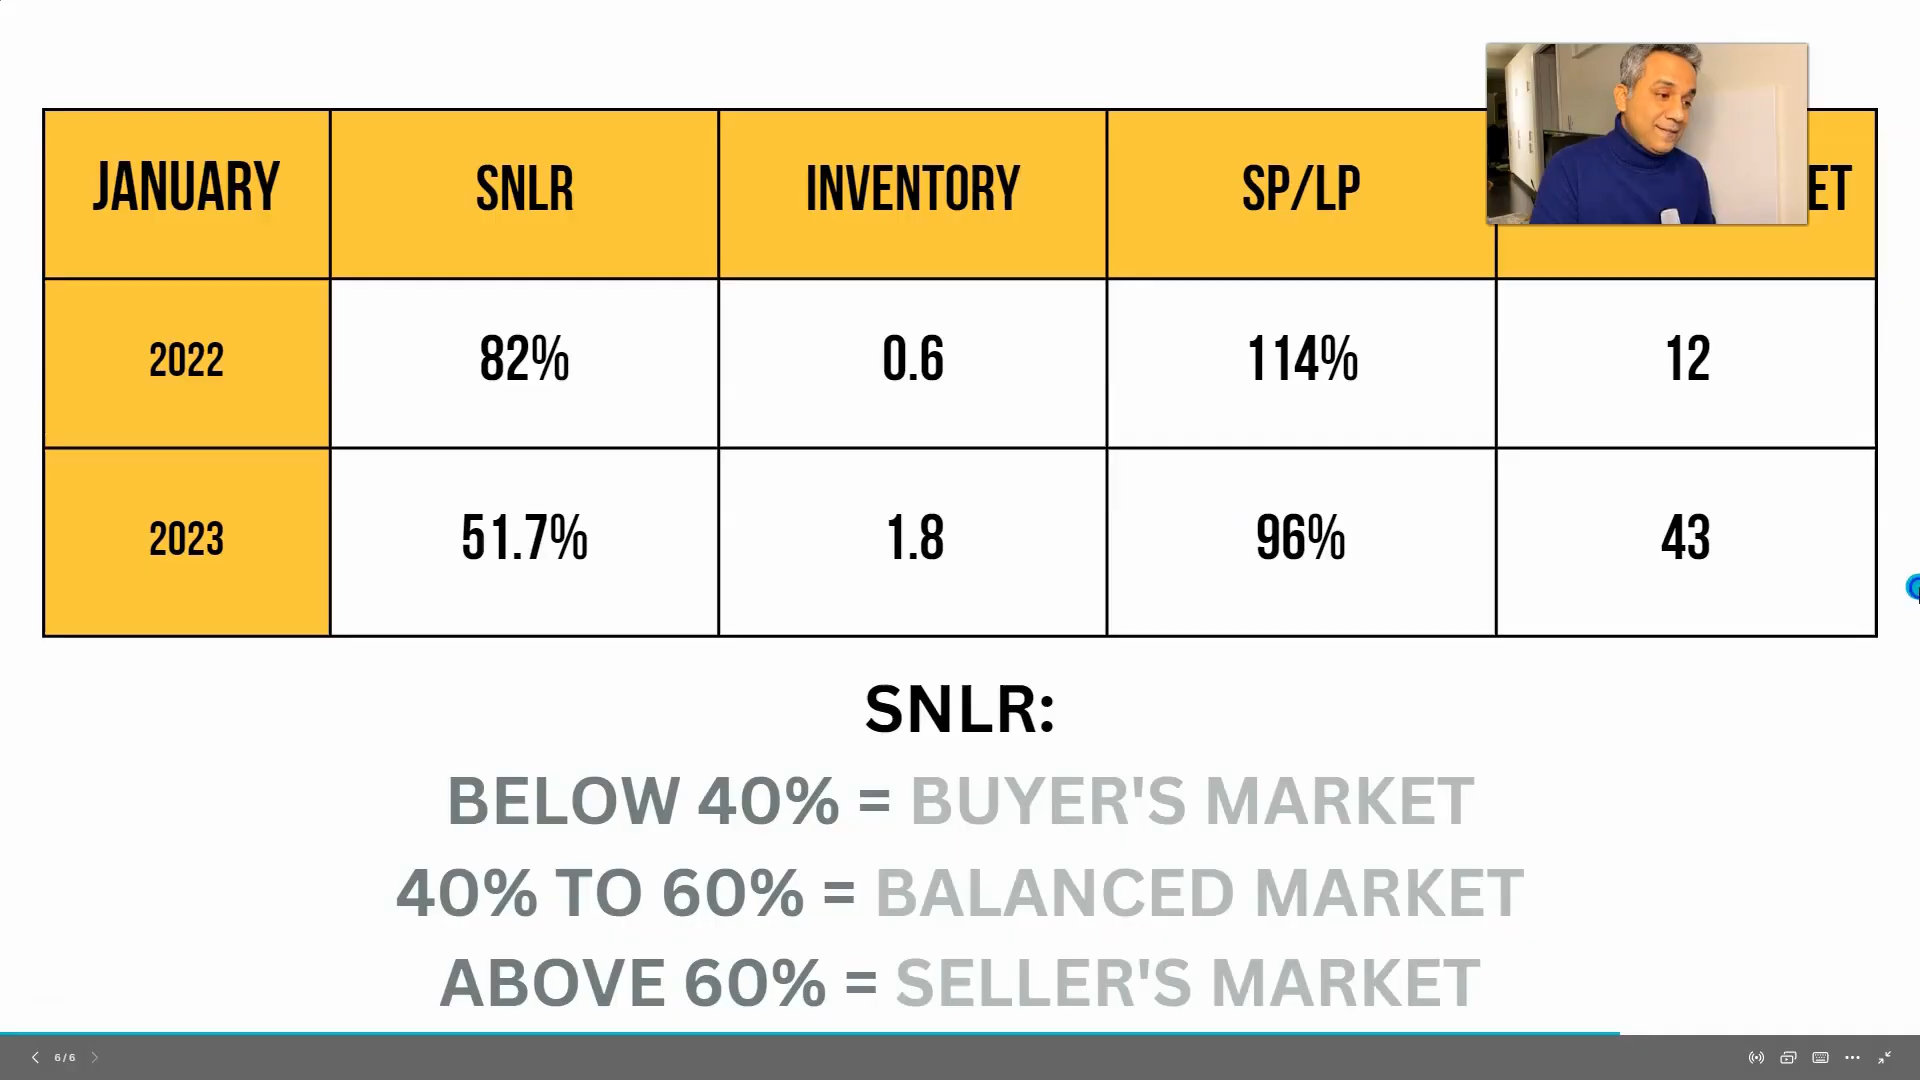 JANUARY SNLR INVENTORY SP/LP
2022 82% 0.6 114% 12
2023 51.7% 1.8 96% 43
SNLR:
BELOW 40% = BUYER'S MARKET
40% TO 60% = BALANCED MARKET
ABOVE 60% = SELLER'S MARKET
6/6